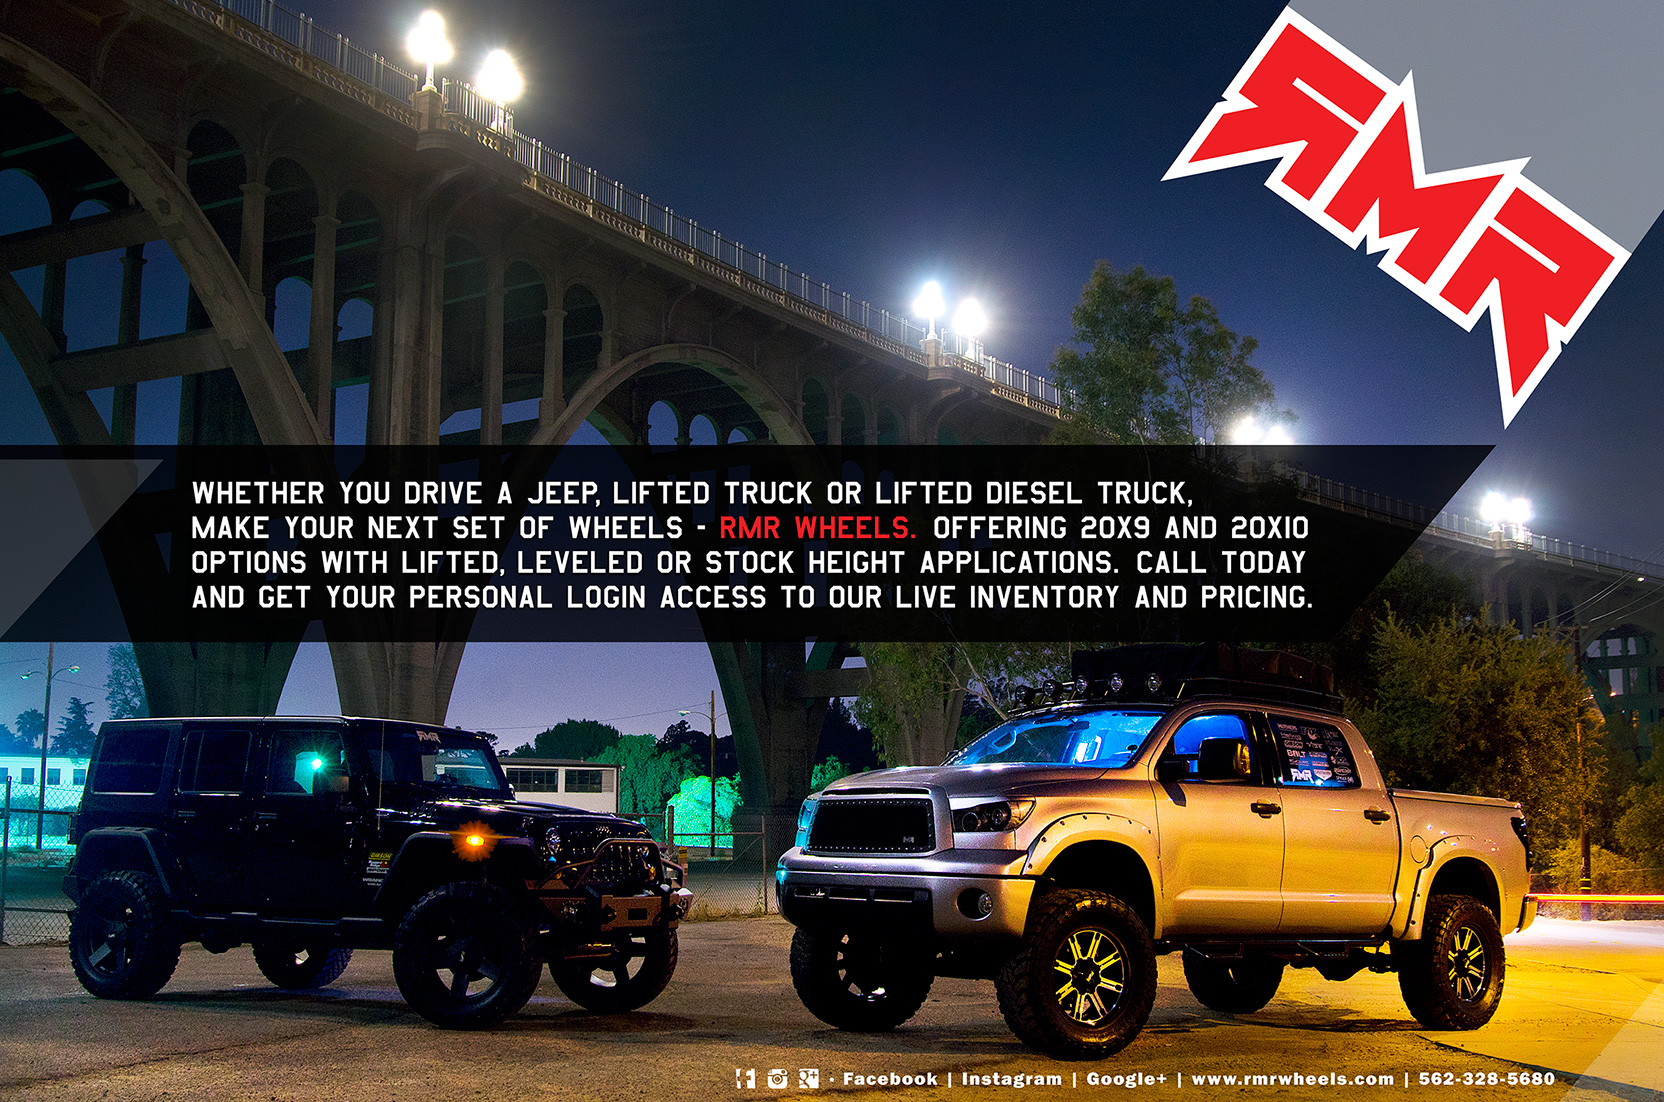 RMR
WHETHER YOU DRIVE A JEEP, LIFTED TRUCK OR LIFTED DIESEL TRUCK,
MAKE YOUR NEXT SET OF WHEELS - RMR WHEELS. OFFERING 20X9 AND 20X10
OPTIONS WITH LIFTED, LEVELED OR STOCK HEIGHT APPLICATIONS. CALL TODAY
AND GET YOUR PERSONAL LOGIN ACCESS TO OUR LIVE INVENTORY AND PRICING.
RMR
RMR
· Facebook | Instagram | Google+ | www.rmrwheels.com | 562-328-5680